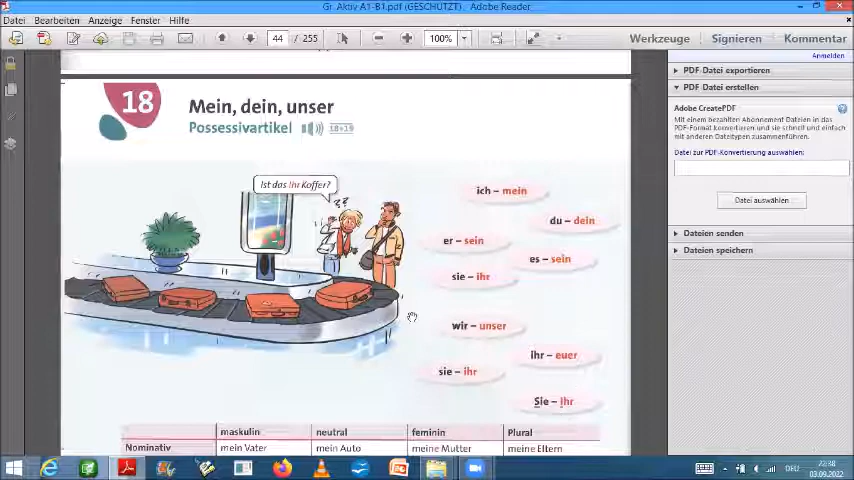 Gr. Aktiv A1-B1.pdf (GESCHÜTZT) - Adobe Reader
Datei Bearbeiten Anzeige Fenster Hilfe
44 / 255 100% Werkzeuge Signieren Kommentar
Anmelden
PDF-Datei exportieren
PDF-Datei erstellen
Adobe CreatePDF
Mit einem bezahlten Abonnement Dateien in das
PDF-Format konvertieren und sie schnell und einfach
mit anderen Dateitypen zusammenführen.
Datei zur PDF-Konvertierung auswählen:
Datei auswählen
Dateien senden
Dateien speichern
18
Mein, dein, unser
Possessivartikel 18+19
Ist das Ihr Koffer?
??
ich – mein
du – dein
er – sein
es – sein
sie – ihr
wir – unser
ihr – euer
sie – ihr
Sie – Ihr
maskulin neutral feminin Plural
Nominativ mein Vater mein Auto meine Mutter meine Eltern
DEU
22:38
03.09.2022